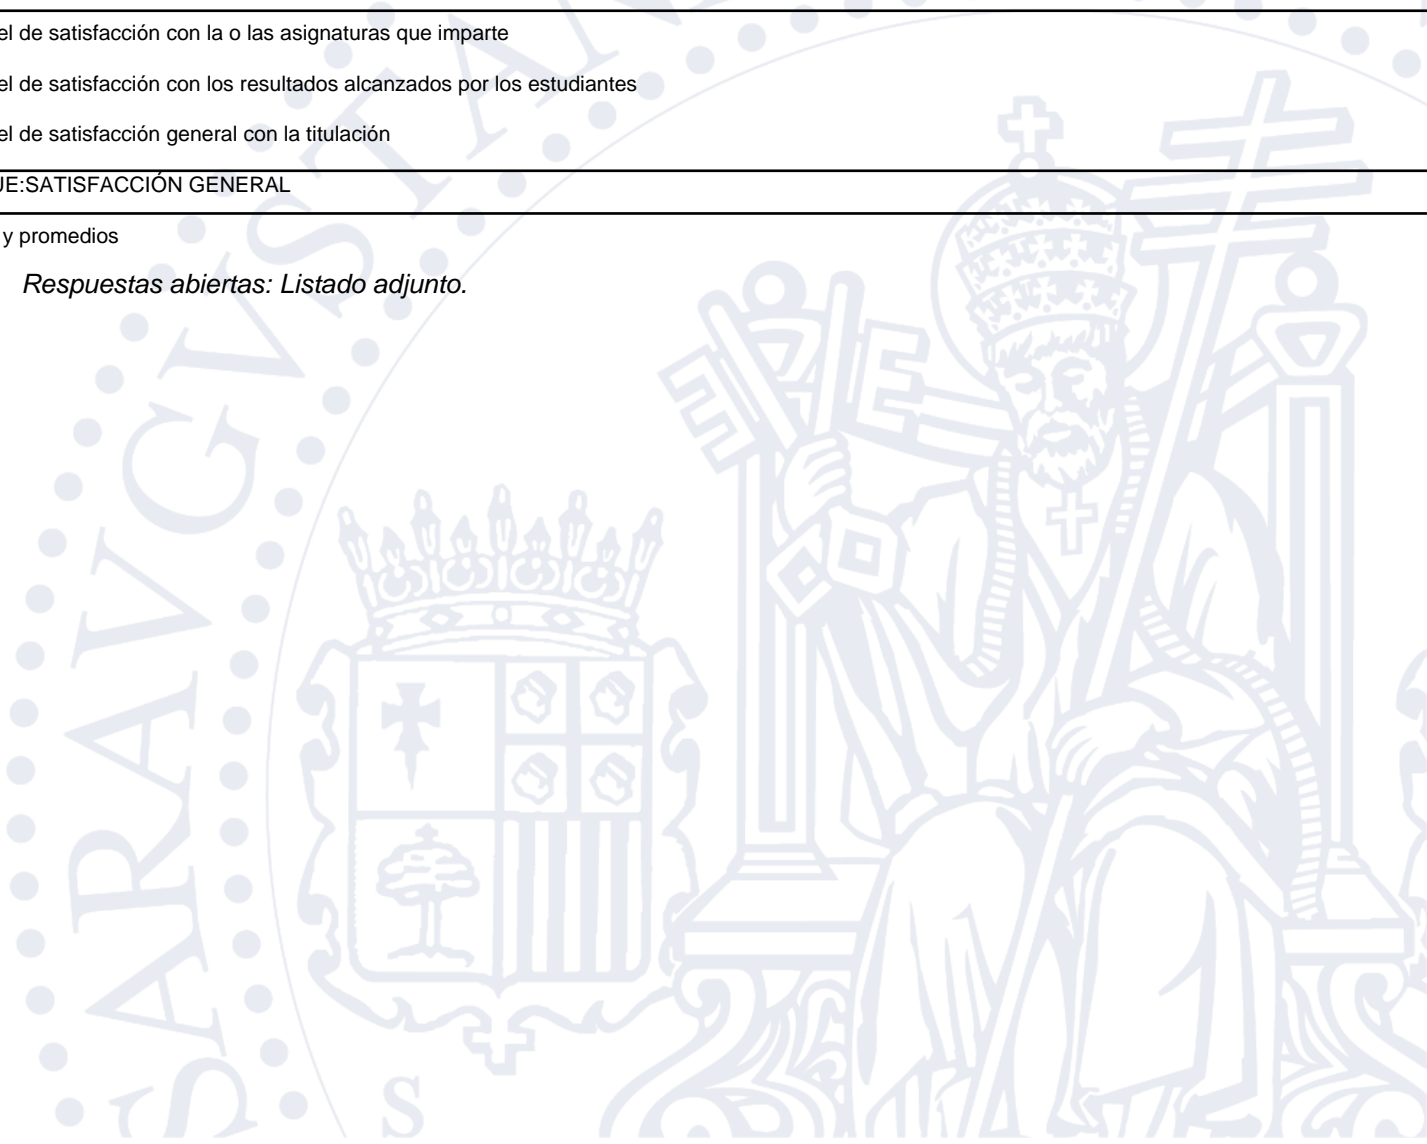 el de satisfacción con la o las asignaturas que imparte
el de satisfacción con los resultados alcanzados por los estudiantes
el de satisfacción general con la titulación
UE:SATISFACCIÓN GENERAL
y promedios
Respuestas abiertas: Listado adjunto.
SARAVGVSTAN
S